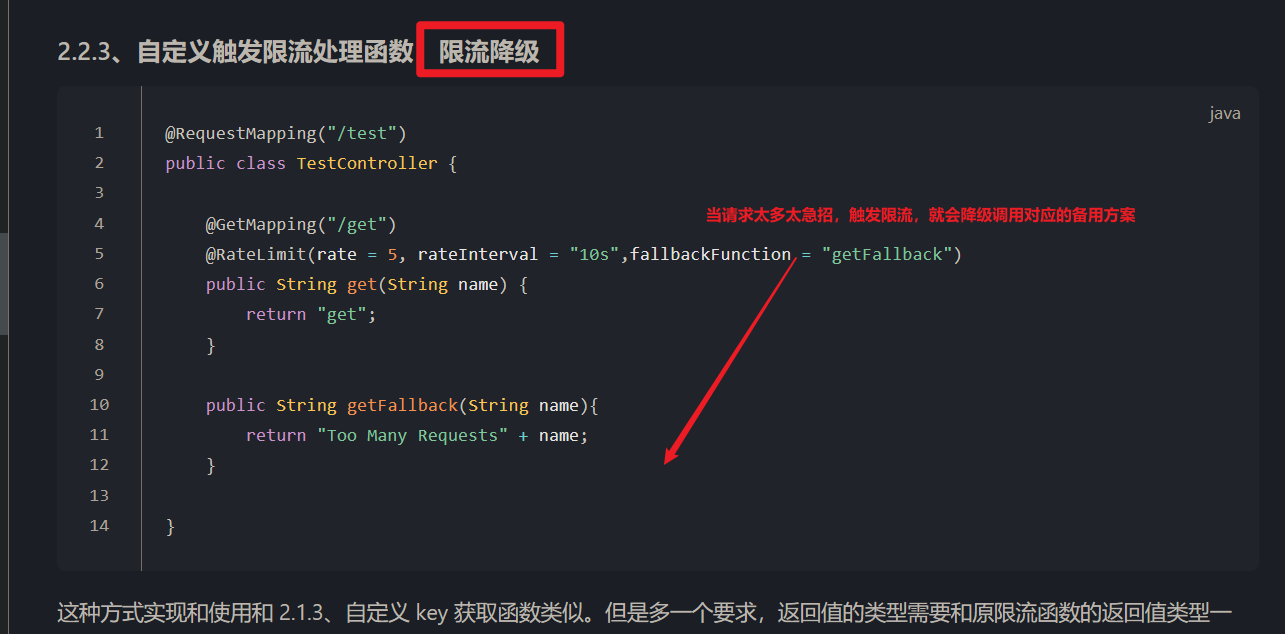 2.2.3、自定义触发限流处理函数 限流降级
java
1 @RequestMapping("/test")
2 public class TestController {
3
4 @GetMapping("/get")
当请求太多太急招，触发限流，就会降级调用对应的备用方案
5 @RateLimit(rate = 5, rateInterval = "10s",fallbackFunction = "getFallback")
6 public String get(String name) {
7 return "get";
8 }
9
10 public String getFallback(String name){
11 return "Too Many Requests" + name;
12 }
13
14 }
这种方式实现和使用和 2.1.3、自定义 key 获取函数类似。但是多一个要求，返回值的类型需要和原限流函数的返回值类型一